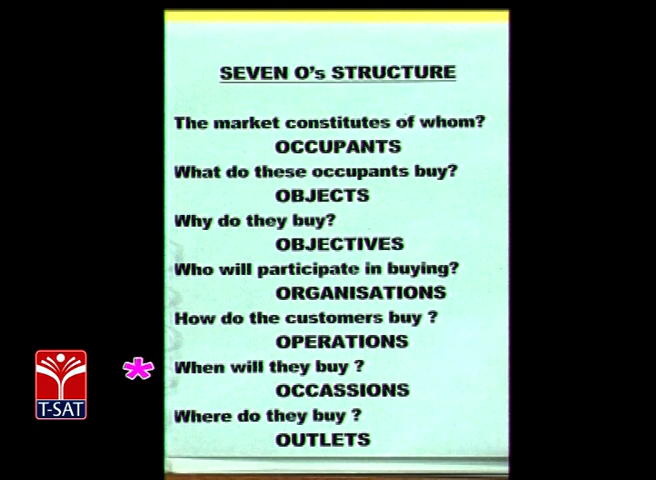 SEVEN O's STRUCTURE
The market constitutes of whom?
OCCUPANTS
What do these occupants buy?
OBJECTS
Why do they buy?
OBJECTIVES
Who will participate in buying?
ORGANISATIONS
How do the customers buy ?
OPERATIONS
* When will they buy ?
OCCASSIONS
Where do they buy ?
OUTLETS
T-SAT